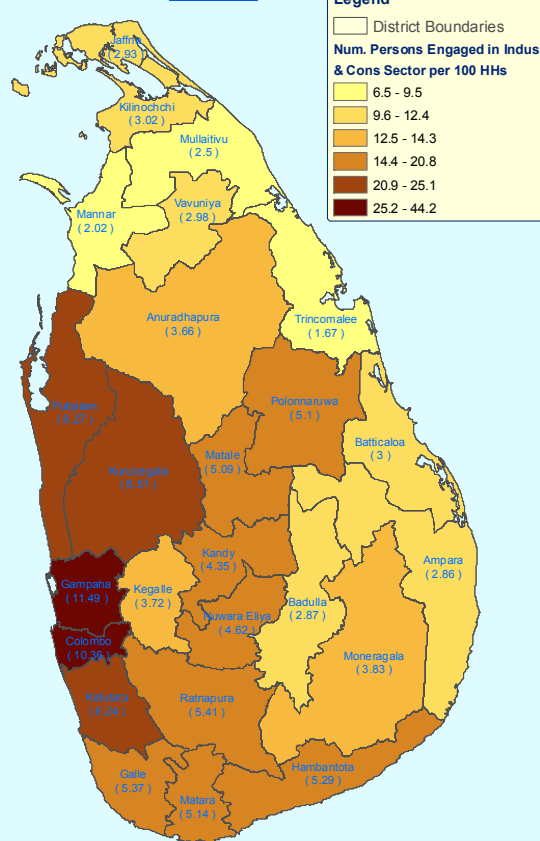 Legend
District Boundaries
Num. Persons Engaged in Indus
& Cons Sector per 100 HHs
6.5 - 9.5
9.6 - 12.4
12.5 - 14.3
14.4 - 20.8
20.9 - 25.1
25.2 - 44.2
Jaffna
( 2.93 )
Kilinochchi
( 3.02 )
Mullaitivu
( 2.5 )
Mannar
( 2.02 )
Vavuniya
( 2.98 )
Anuradhapura
( 3.66 )
Trincomalee
( 1.67 )
Puttalam
Polonnaruwa
( 5.1 )
Batticaloa
( 3 )
Kurunegala
Matale
( 5.09 )
Kandy
( 4.35 )
Gampaha
( 11.49 )
Kegalle
( 3.72 )
Ampara
( 2.86 )
Badulla
( 2.87 )
Nuwara Eliya
( 4.62 )
Colombo
Moneragala
( 3.83 )
Kalutara
( 6.24 )
Ratnapura
( 5.41 )
Galle
( 5.37 )
Hambantota
( 5.29 )
Matara
( 5.14 )